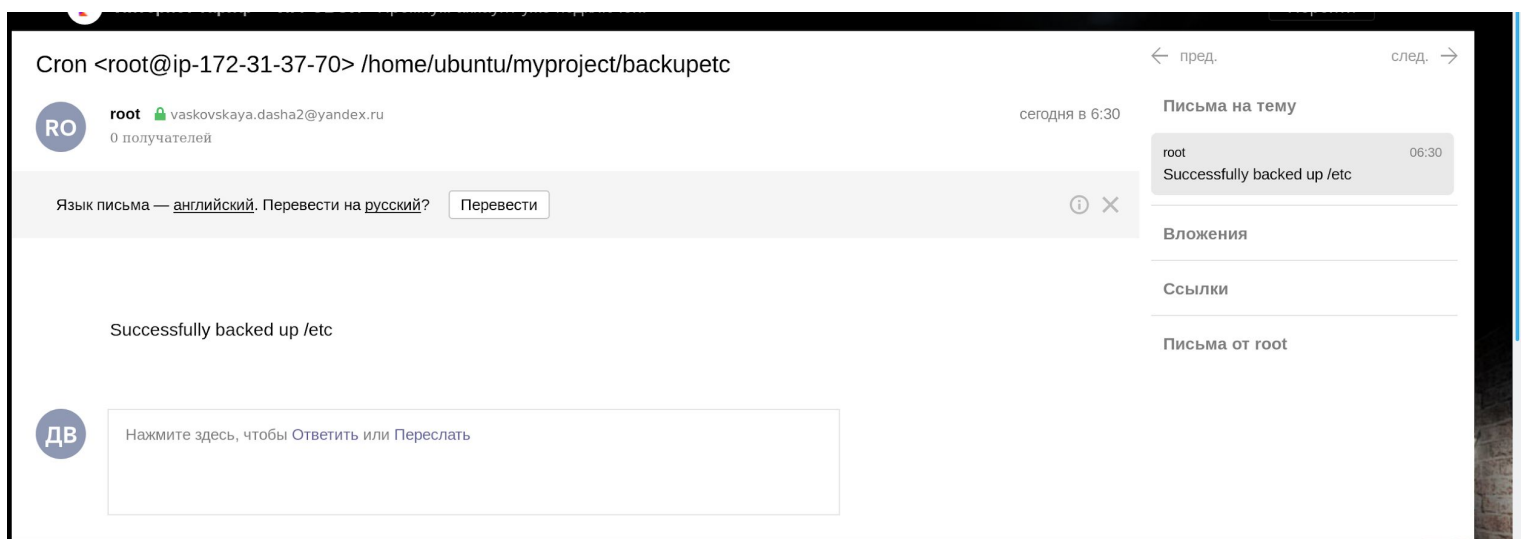 Cron <root@ip-172-31-37-70> /home/ubuntu/myproject/backupetc
RO
root vaskovskaya.dasha2@yandex.ru
сегодня в 6:30
0 получателей
Язык письма — английский. Перевести на русский? Перевести
Successfully backed up /etc
ДВ
Нажмите здесь, чтобы Ответить или Переслать
пред. след.
Письма на тему
root 06:30
Successfully backed up /etc
Вложения
Ссылки
Письма от root